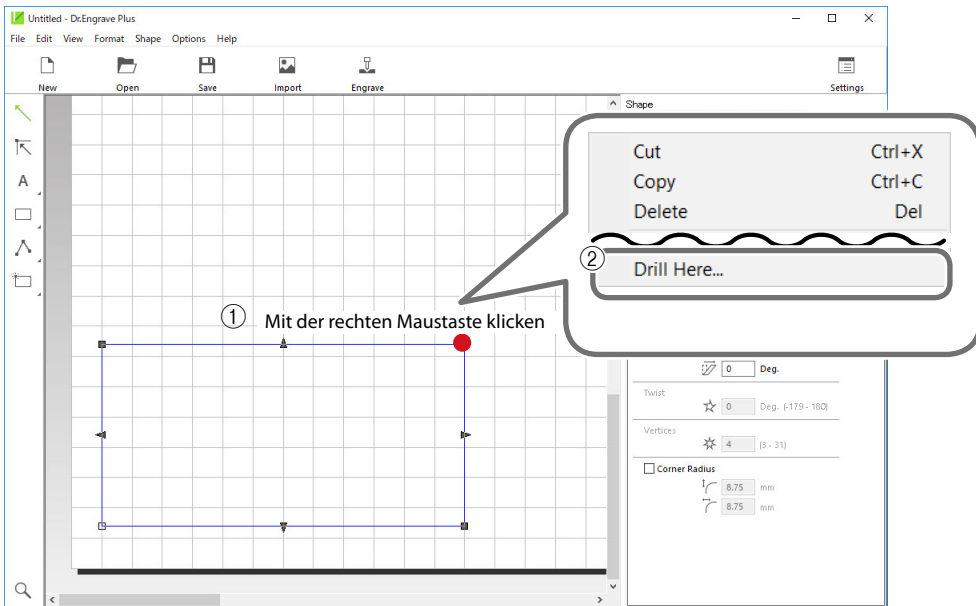 Untitled - Dr.Engrave Plus
File Edit View Format Shape Options Help
New Open Save Import Engrave Settings
Shape
A
Cut Ctrl+X
Copy Ctrl+C
Delete Del
② Drill Here...
① Mit der rechten Maustaste klicken
0 Deg.
Twist
0 Deg. (-179 - 180)
Vertices
4 (3 - 31)
Corner Radius
8.75 mm
8.75 mm